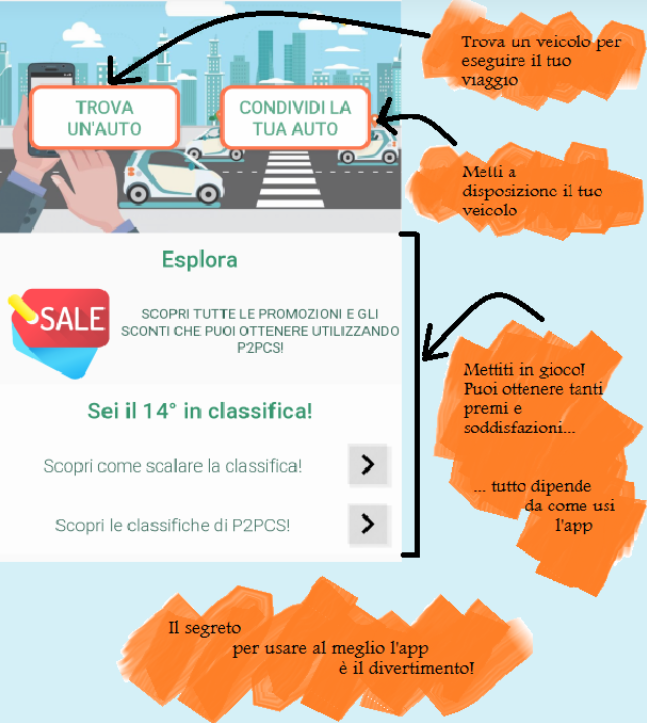 TROVA
UN'AUTO
CONDIVIDI LA
TUA AUTO
Trova un veicolo per
eseguire il tuo
viaggio
Metti a
disposizione il tuo
veicolo
Esplora
SALE
SCOPRI TUTTE LE PROMOZIONI E GLI
SCONTI CHE PUOI OTTENERE UTILIZZANDO
P2PCS!
Sei il 14° in classifica!
Scopri come scalare la classifica!
Scopri le classifiche di P2PCS!
Mettiti in gioco!
Puoi ottenere tanti
premi e
soddisfazioni...
... tutto dipende
da come usi
l'app
Il segreto
per usare al meglio l'app
è il divertimento!